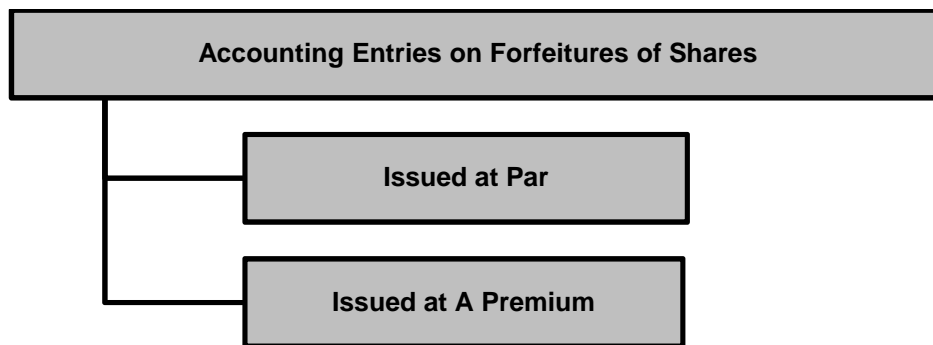 Accounting Entries on Forfeitures of Shares
Issued at Par
Issued at A Premium